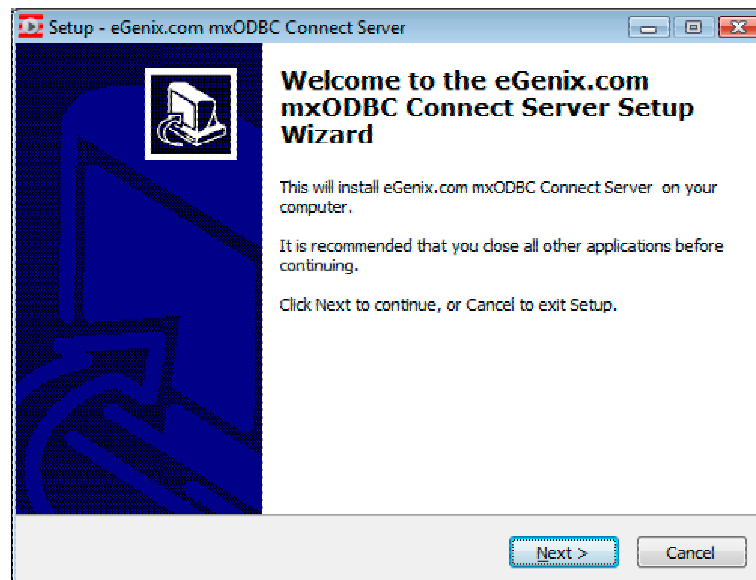 Setup - eGenix.com mxODBC Connect Server
Welcome to the eGenix.com
mxODBC Connect Server Setup
Wizard
This will install eGenix.com mxODBC Connect Server on your
computer.
It is recommended that you close all other applications before
continuing.
Click Next to continue, or Cancel to exit Setup.
Next >
Cancel